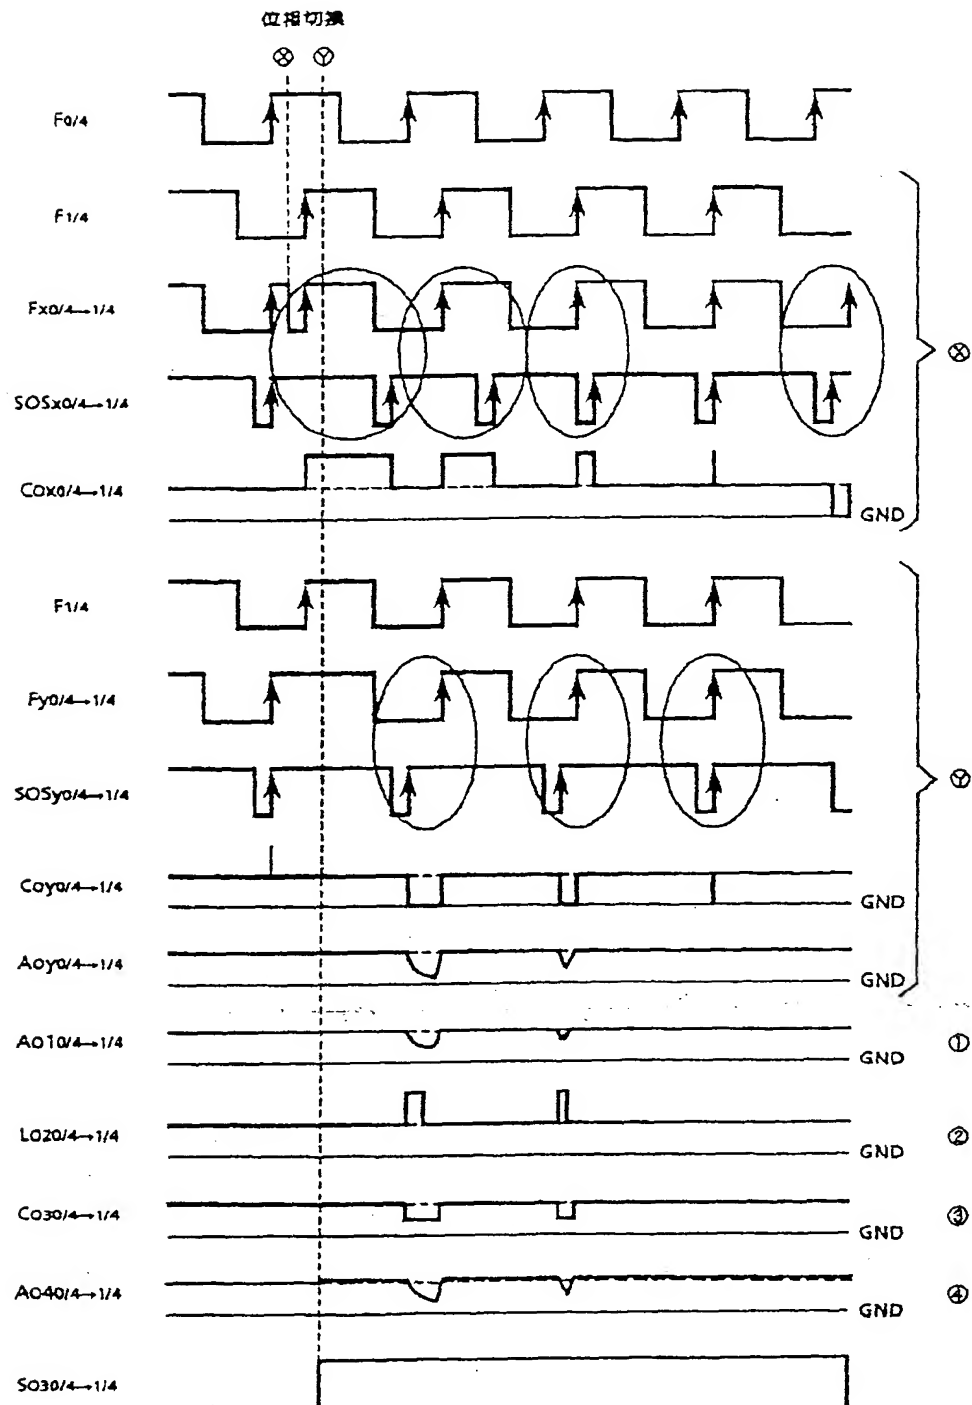 位相切換
Ⓧ Ⓨ
F0/4
F1/4
Fx0/4→1/4
Ⓧ
SOSx0/4→1/4
Cox0/4→1/4
GND
F1/4
Fy0/4→1/4
SOSy0/4→1/4
Ⓨ
Coy0/4→1/4
GND
Aoy0/4→1/4
GND
Ao10/4→1/4
GND
①
Lo20/4→1/4
GND
②
Co30/4→1/4
GND
③
Ao40/4→1/4
GND
④
So30/4→1/4